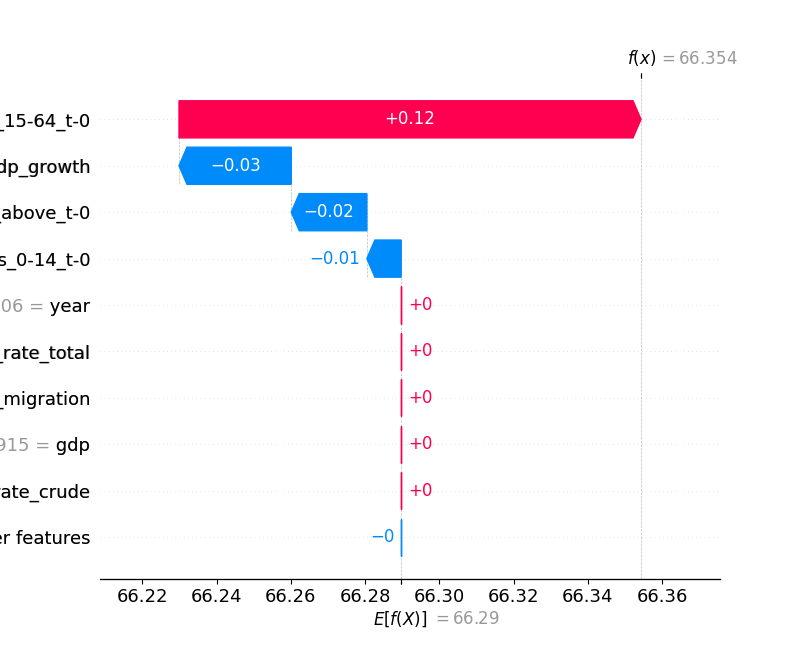 f(x) = 66.354
_15-64_t-0
+0.12
dp_growth
−0.03
above_t-0
−0.02
s_0-14_t-0
−0.01
06 = year
+0
_rate_total
+0
_migration
+0
915 = gdp
+0
rate_crude
+0
er features
−0
66.22 66.24 66.26 66.28 66.30 66.32 66.34 66.36
E[f(X)] = 66.29